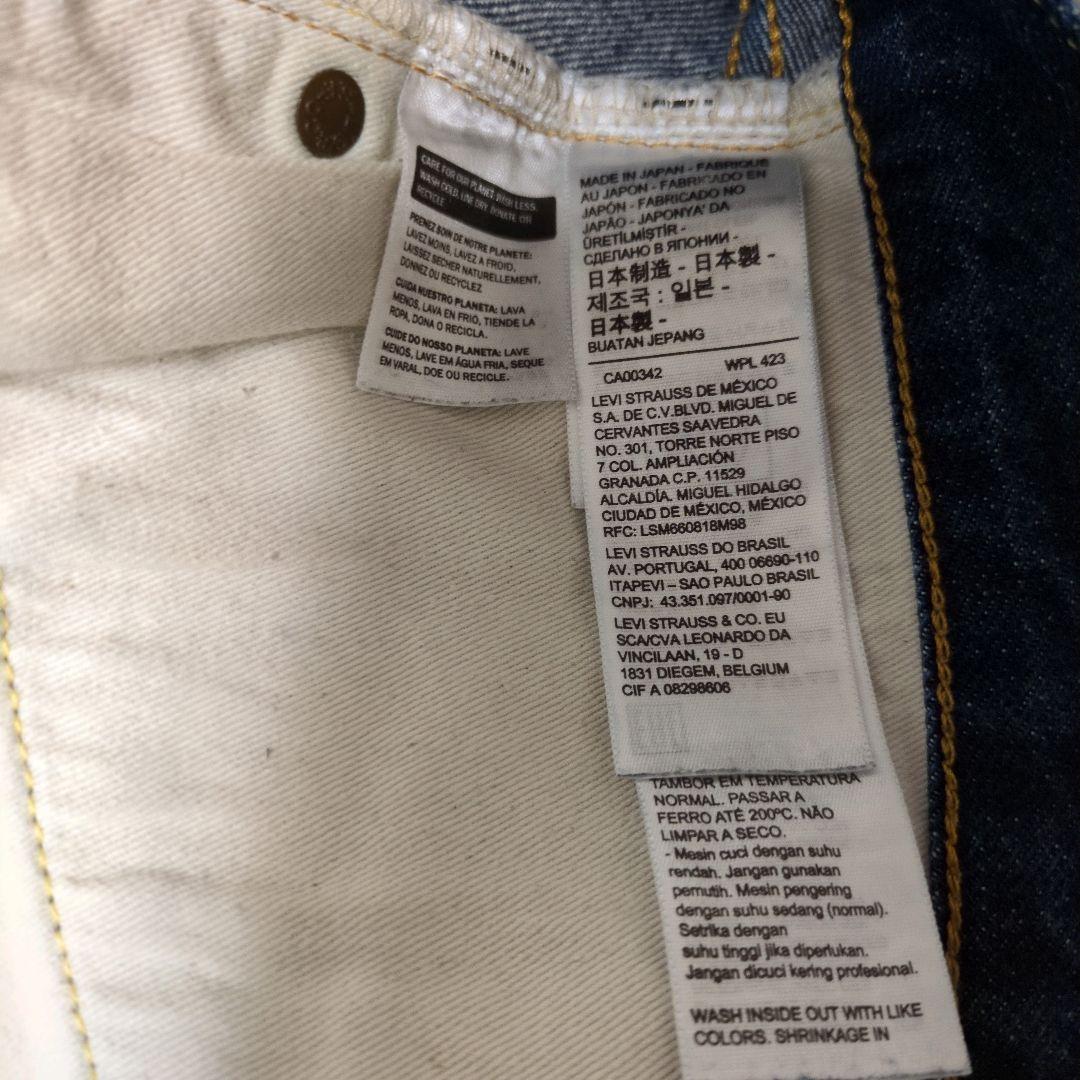 CARE FOR OUR PLANET: WASH LESS,
WASH COLD, LINE DRY, DONATE OR
RECYCLE
PRENEZ SOIN DE NOTRE PLANETE:
LAVEZ MOINS, LAVEZ A FROID,
LAISSEZ SECHER NATURELLEMENT,
DONNEZ OU RECYCLEZ
CUIDA NUESTRO PLANETA: LAVA
MENOS, LAVA EN FRIO, TIENDE LA
ROPA, DONA O RECICLA.
CUIDE DO NOSSO PLANETA: LAVE
MENOS, LAVE EM ÁGUA FRIA, SEQUE
EM VARAL, DOE OU RECICLE.
MADE IN JAPAN - FABRIQUE
AU JAPON - FABRICADO EN
JAPÓN - FABRICADO NO
JAPÃO - JAPONYA' DA
ÜRETİLMİŞTİR -
СДЕЛАНО В ЯПОНИИ -
日本制造 - 日本製 -
제조국 : 일본 -
日本製 -
BUATAN JEPANG
CA00342 WPL 423
LEVI STRAUSS DE MÉXICO
S.A. DE C.V.BLVD. MIGUEL DE
CERVANTES SAAVEDRA
NO. 301, TORRE NORTE PISO
7 COL. AMPLIACIÓN
GRANADA C.P. 11529
ALCALDÍA. MIGUEL HIDALGO
CIUDAD DE MÉXICO, MÉXICO
RFC: LSM660818M98
LEVI STRAUSS DO BRASIL
AV. PORTUGAL, 400 06690-110
ITAPEVI – SAO PAULO BRASIL
CNPJ: 43.351.097/0001-90
LEVI STRAUSS & CO. EU
SCA/CVA LEONARDO DA
VINCILAAN, 19 - D
1831 DIEGEM, BELGIUM
CIF A 08298606
TAMBOR EM TEMPERATURA
NORMAL. PASSAR A
FERRO ATÉ 200ºC. NÃO
LIMPAR A SECO.
- Mesin cuci dengan suhu
rendah. Jangan gunakan
pemutih. Mesin pengering
dengan suhu sedang (normal).
Setrika dengan
suhu tinggi jika diperlukan.
Jangan dicuci kering profesional.
WASH INSIDE OUT WITH LIKE
COLORS. SHRINKAGE IN